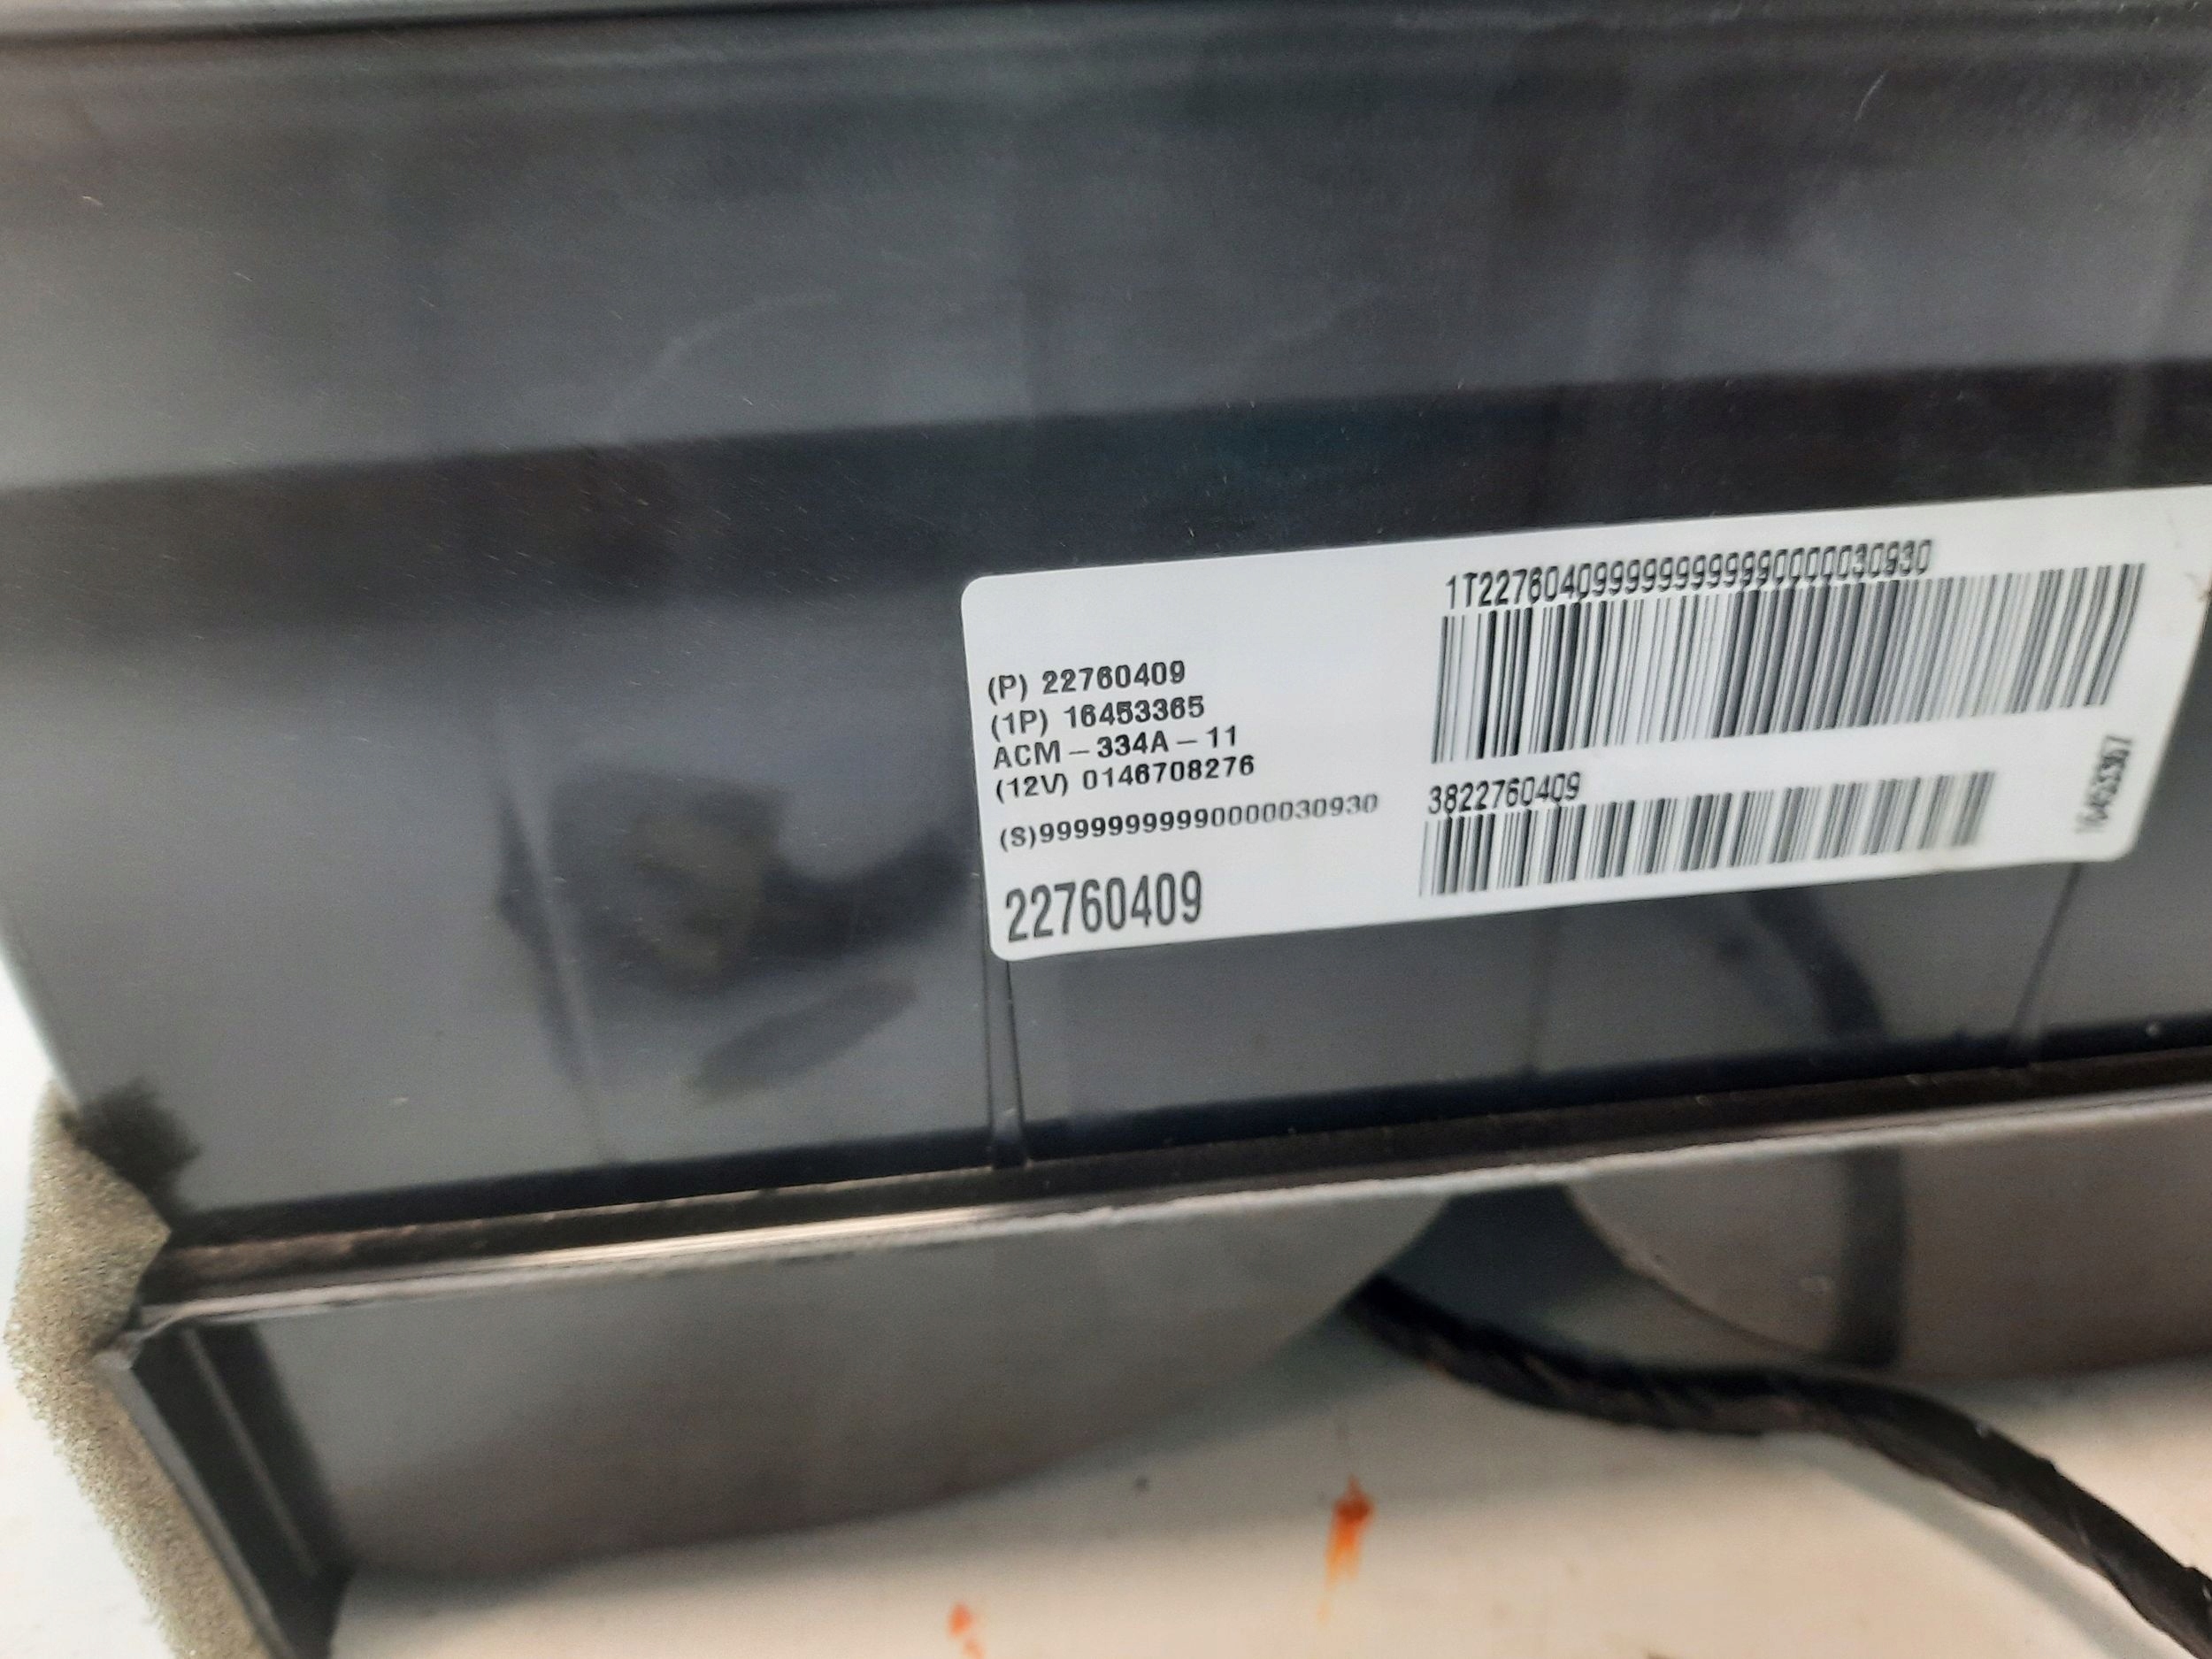 1T22760409999999999990000030930
(P) 22760409
(1P) 16453365
ACM – 334A – 11
(12V) 0146708276
(S)99999999990000030930
3822760409
22760409